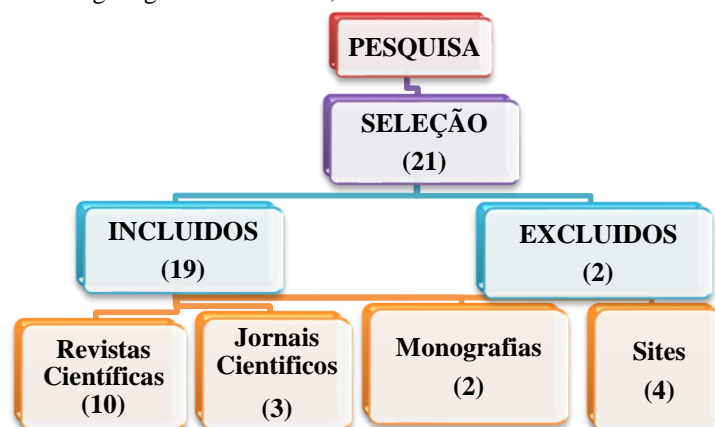 PESQUISA
SELEÇÃO
(21)
INCLUIDOS
(19)
EXCLUIDOS
(2)
Revistas
Científicas
(10)
Jornais
Cientificos
(3)
Monografias
(2)
Sites
(4)